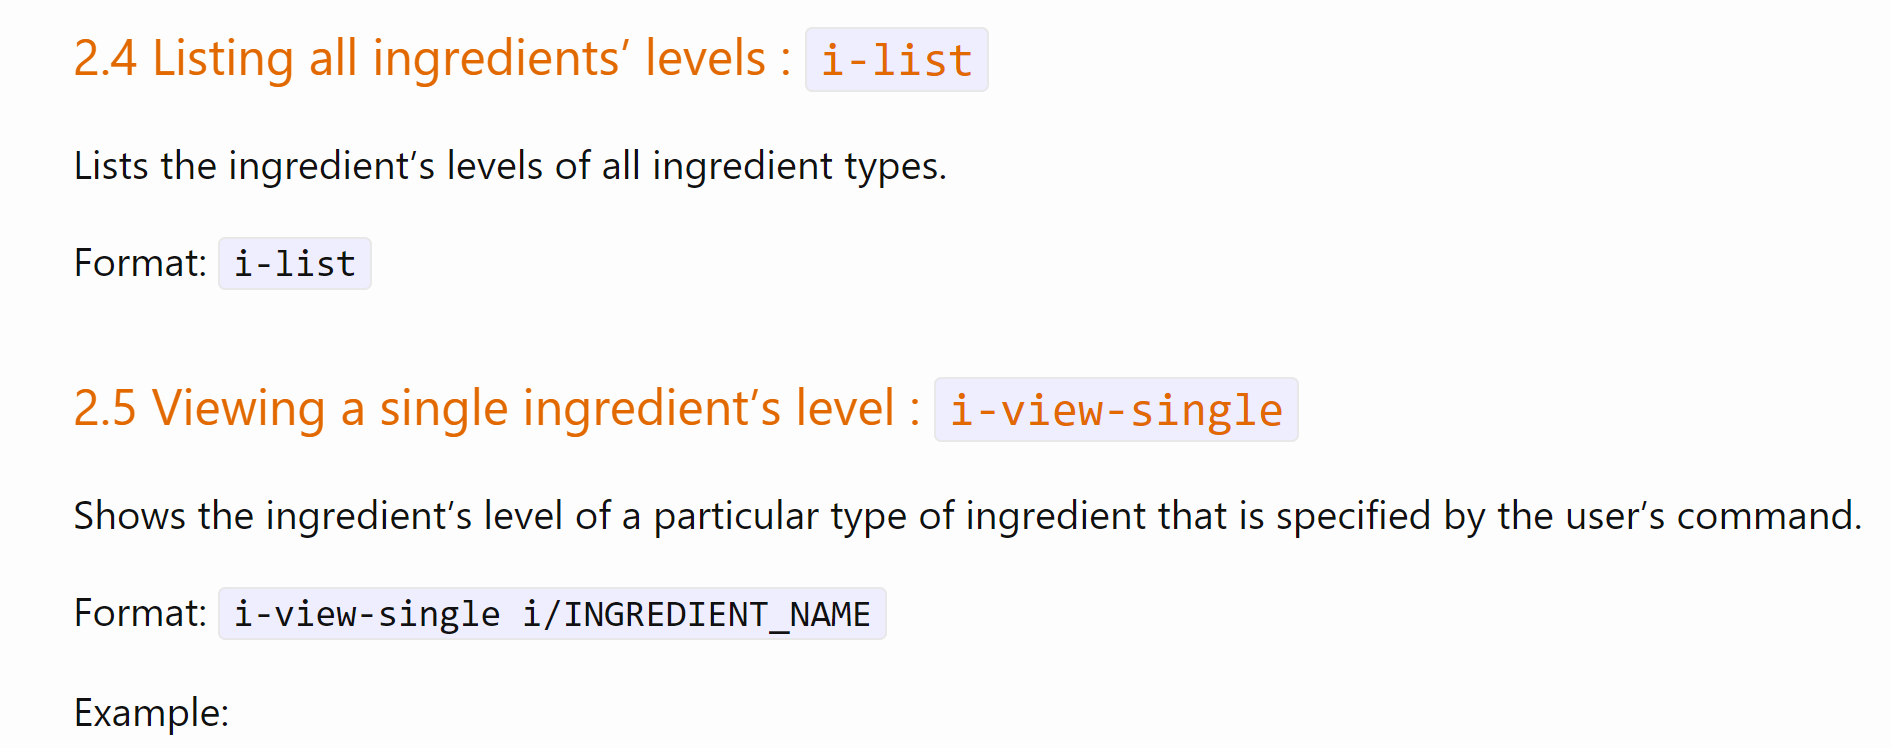 2.4 Listing all ingredients’ levels : i-list
Lists the ingredient’s levels of all ingredient types.
Format: i-list
2.5 Viewing a single ingredient’s level : i-view-single
Shows the ingredient’s level of a particular type of ingredient that is specified by the user’s command.
Format: i-view-single i/INGREDIENT_NAME
Example: